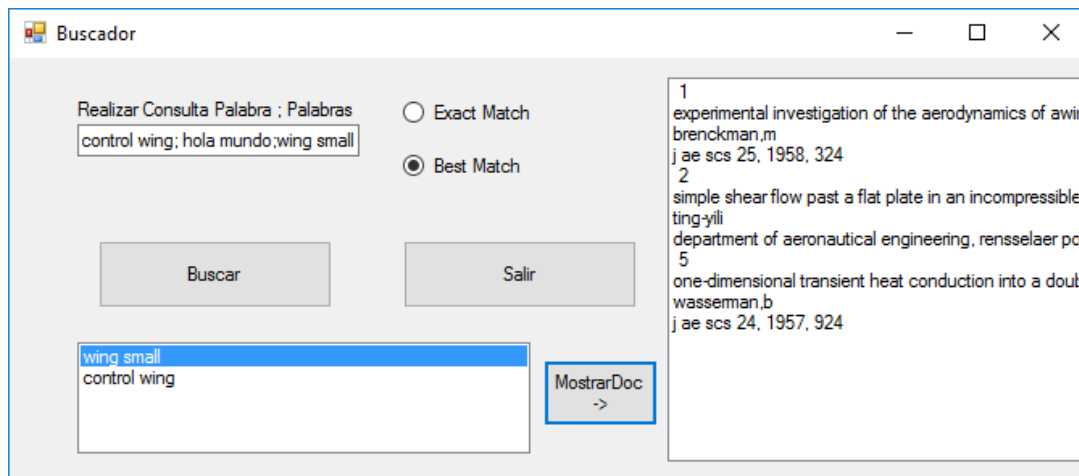 Buscador
Realizar Consulta Palabra ; Palabras
control wing; hola mundo;wing small
Exact Match
Best Match
Buscar
Salir
wing small
control wing
MostrarDoc
->
1
experimental investigation of the aerodynamics of a
brenckman,m
j ae scs 25, 1958, 324
2
simple shear flow past a flat plate in an incompressible
ting-yili
department of aeronautical engineering, rensselaer
5
one-dimensional transient heat conduction into a
wasserman,b
j ae scs 24, 1957, 924